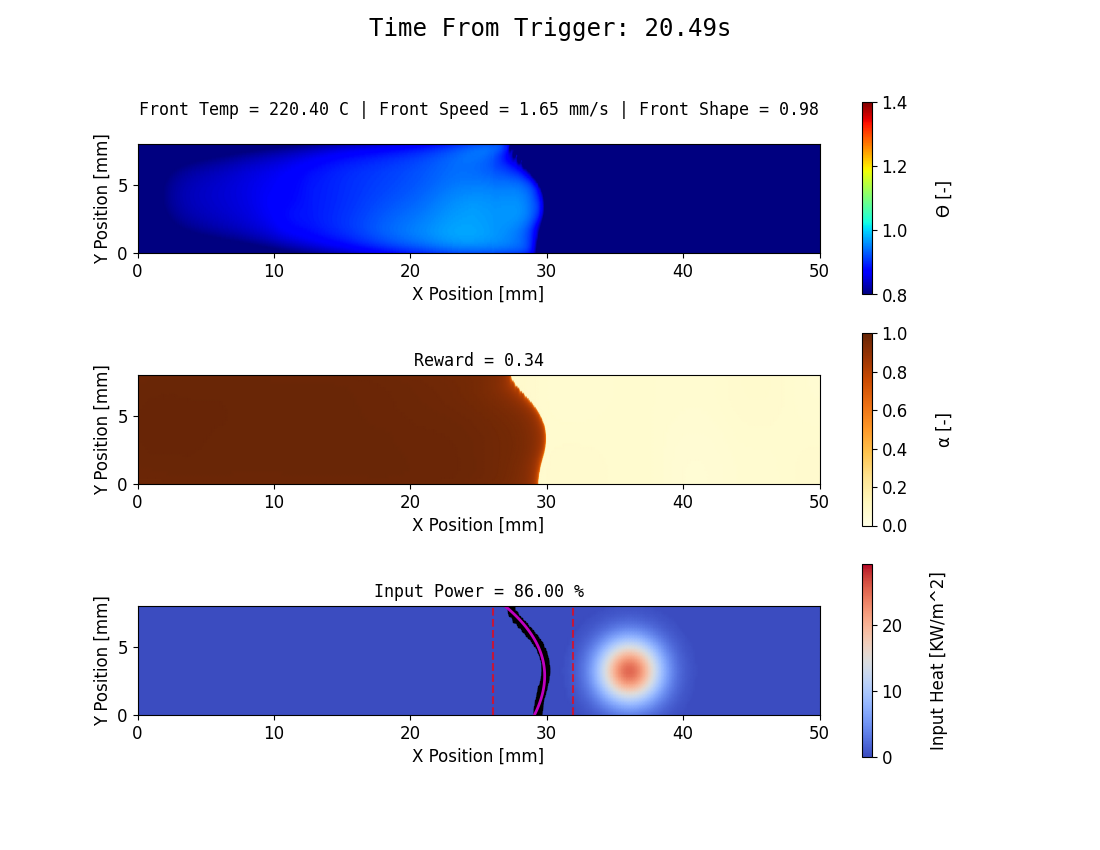 Time From Trigger: 20.49s
Front Temp = 220.40 C | Front Speed = 1.65 mm/s | Front Shape = 0.98
Y Position [mm]
5
0
0 10 20 30 40 50
X Position [mm]
1.4
1.2
1.0
0.8
Θ [-]
Reward = 0.34
Y Position [mm]
5
0
0 10 20 30 40 50
X Position [mm]
1.0
0.8
0.6
0.4
0.2
0.0
α [-]
Input Power = 86.00 %
Y Position [mm]
5
0
0 10 20 30 40 50
X Position [mm]
20
10
0
Input Heat [KW/m^2]